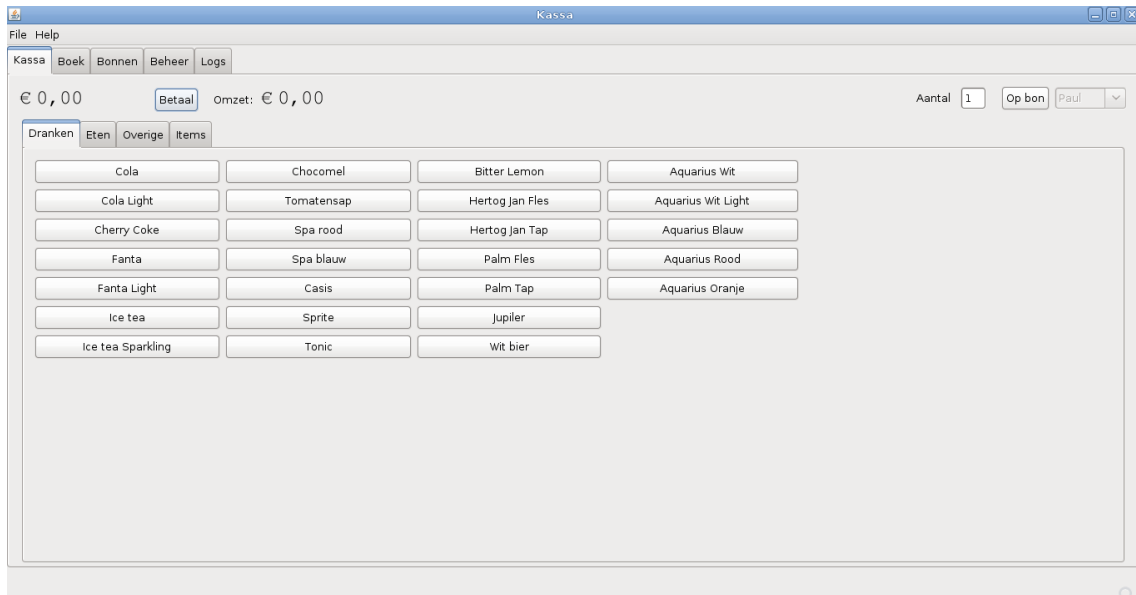 Kassa
File Help
Kassa Boek Bonnen Beheer Logs
€ 0,00 Betaal Omzet: € 0,00 Aantal 1 Op bon Paul
Dranken Eten Overige Items
Cola Chocomel Bitter Lemon Aquarius Wit
Cola Light Tomatensap Hertog Jan Fles Aquarius Wit Light
Cherry Coke Spa rood Hertog Jan Tap Aquarius Blauw
Fanta Spa blauw Palm Fles Aquarius Rood
Fanta Light Casis Palm Tap Aquarius Oranje
Ice tea Sprite Jupiler
Ice tea Sparkling Tonic Wit bier